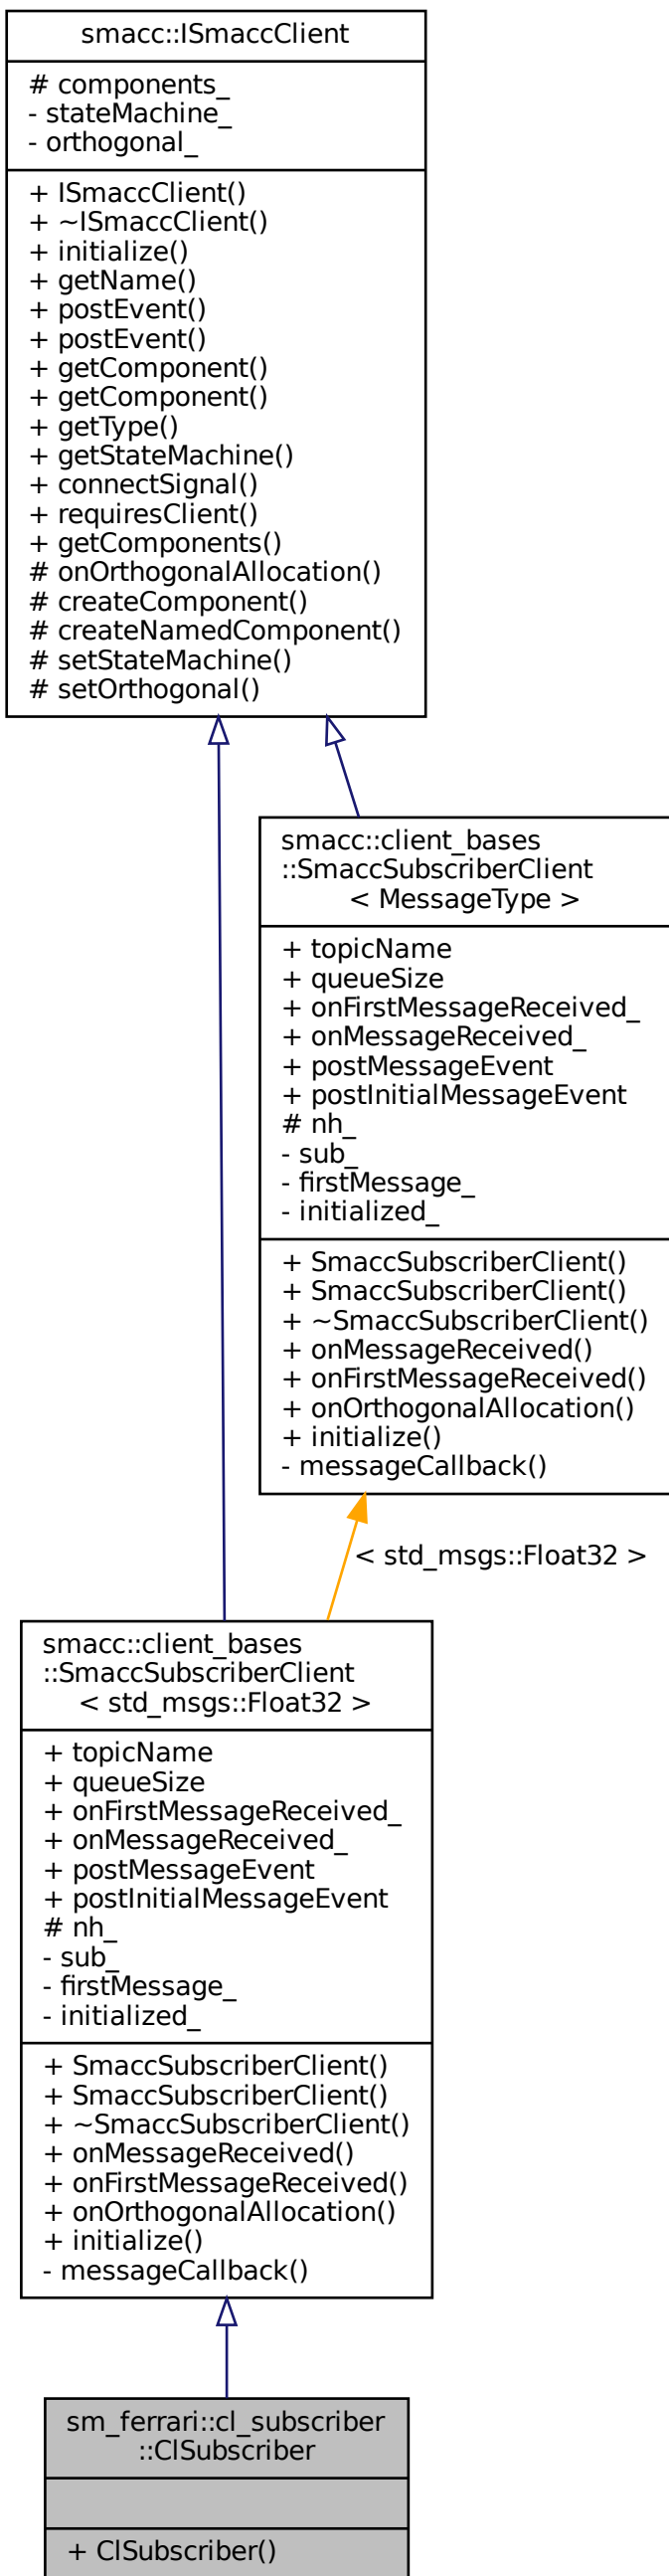 smacc::ISmaccClient
# components_
- stateMachine_
- orthogonal_
+ ISmaccClient()
+ ~ISmaccClient()
+ initialize()
+ getName()
+ postEvent()
+ postEvent()
+ getComponent()
+ getComponent()
+ getType()
+ getStateMachine()
+ connectSignal()
+ requiresClient()
+ getComponents()
# onOrthogonalAllocation()
# createComponent()
# createNamedComponent()
# setStateMachine()
# setOrthogonal()
smacc::client_bases
::SmaccSubscriberClient
< MessageType >
+ topicName
+ queueSize
+ onFirstMessageReceived_
+ onMessageReceived_
+ postMessageEvent
+ postInitialMessageEvent
# nh_
- sub_
- firstMessage_
- initialized_
+ SmaccSubscriberClient()
+ SmaccSubscriberClient()
+ ~SmaccSubscriberClient()
+ onMessageReceived()
+ onFirstMessageReceived()
+ onOrthogonalAllocation()
+ initialize()
- messageCallback()
< std_msgs::Float32 >
smacc::client_bases
::SmaccSubscriberClient
< std_msgs::Float32 >
+ topicName
+ queueSize
+ onFirstMessageReceived_
+ onMessageReceived_
+ postMessageEvent
+ postInitialMessageEvent
# nh_
- sub_
- firstMessage_
- initialized_
+ SmaccSubscriberClient()
+ SmaccSubscriberClient()
+ ~SmaccSubscriberClient()
+ onMessageReceived()
+ onFirstMessageReceived()
+ onOrthogonalAllocation()
+ initialize()
- messageCallback()
sm_ferrari::cl_subscriber
::ClSubscriber
+ ClSubscriber()